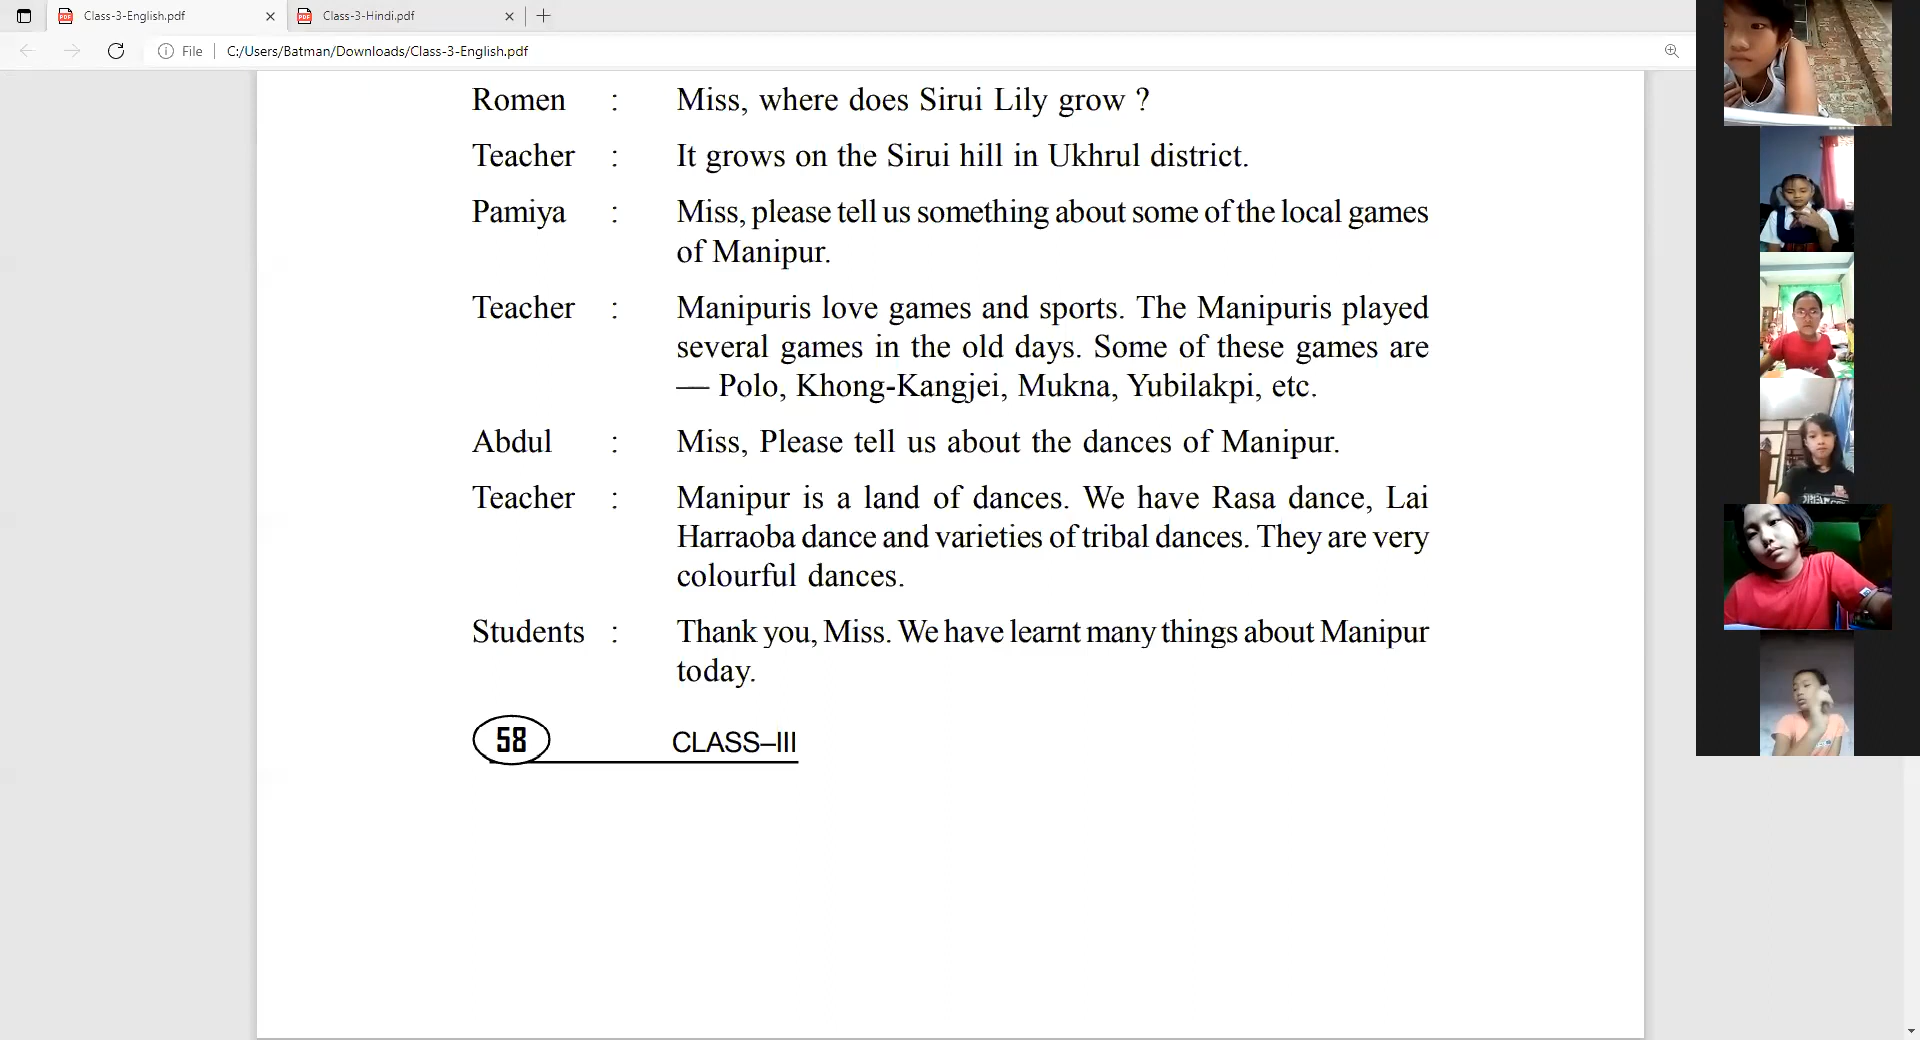 Class-3-English.pdf
Class-3-Hindi.pdf
File
C:/Users/Batman/Downloads/Class-3-English.pdf
Romen : Miss, where does Sirui Lily grow ?
Teacher : It grows on the Sirui hill in Ukhrul district.
Pamiya : Miss, please tell us something about some of the local games
of Manipur.
Teacher : Manipuris love games and sports. The Manipuris played
several games in the old days. Some of these games are
— Polo, Khong-Kangjei, Mukna, Yubilakpi, etc.
Abdul : Miss, Please tell us about the dances of Manipur.
Teacher : Manipur is a land of dances. We have Rasa dance, Lai
Harraoba dance and varieties of tribal dances. They are very
colourful dances.
Students : Thank you, Miss. We have learnt many things about Manipur
today.
58 CLASS–III